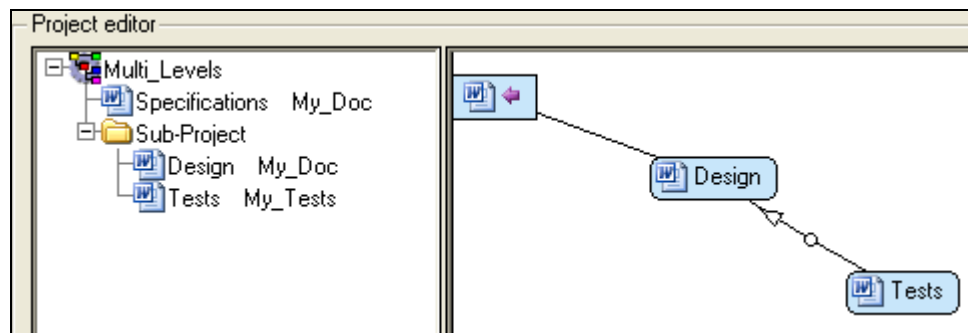 Project editor
Multi_Levels
Specifications My_Doc
Sub-Project
Design My_Doc
Tests My_Tests
Design
Tests